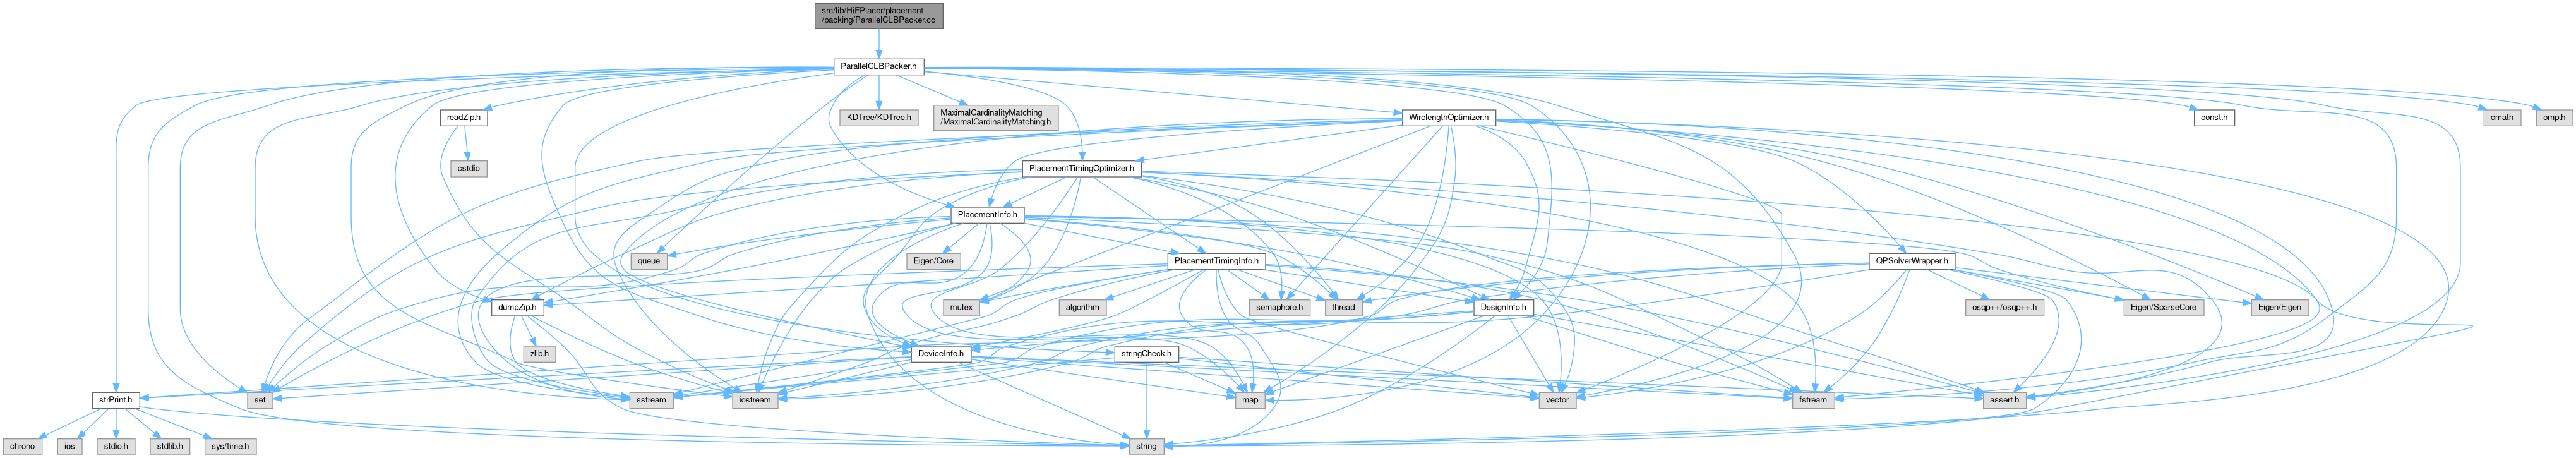 src/lib/HiFPlacer/placement
/packing/ParallelCLBPacker.cc
ParallelCLBPacker.h
readZip.h
KDTree/KDTree.h
MaximalCardinalityMatching
/MaximalCardinalityMatching.h
WirelengthOptimizer.h
const.h
cmath
omp.h
cstdio
PlacementTimingOptimizer.h
PlacementInfo.h
queue
Eigen/Core
PlacementTimingInfo.h
QPSolverWrapper.h
dumpZip.h
mutex
algorithm
semaphore.h
thread
DesignInfo.h
osqp++/osqp++.h
Eigen/SparseCore
Eigen/Eigen
zlib.h
DeviceInfo.h
stringCheck.h
strPrint.h
set
sstream
iostream
map
vector
fstream
assert.h
chrono
ios
stdio.h
stdlib.h
sys/time.h
string